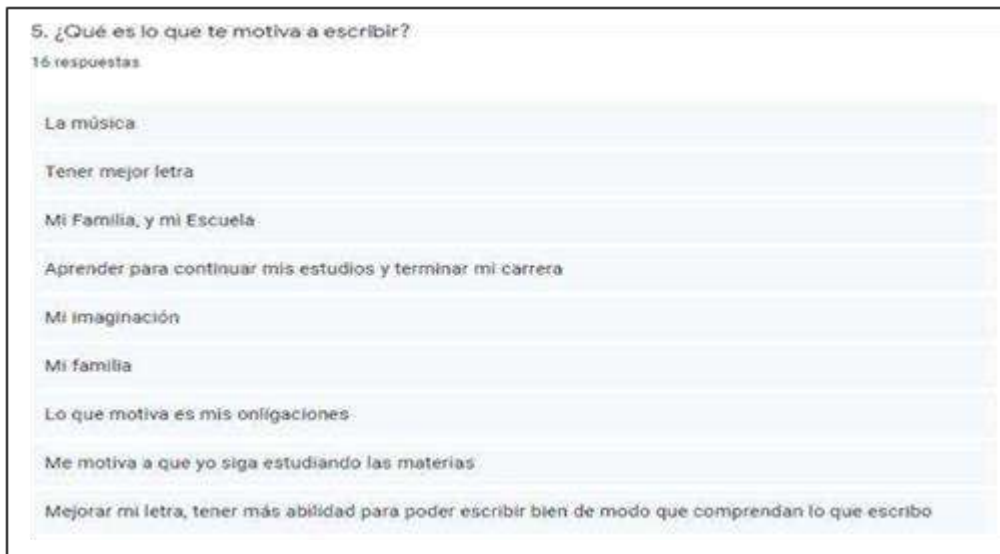 5. ¿Qué es lo que te motiva a escribir?
16 respuestas
La música
Tener mejor letra
Mi Familia, y mi Escuela
Aprender para continuar mis estudios y terminar mi carrera
Mi imaginación
Mi familia
Lo que motiva es mis onligaciones
Me motiva a que yo siga estudiando las materias
Mejorar mi letra, tener más abilidad para poder escribir bien de modo que comprendan lo que escribo